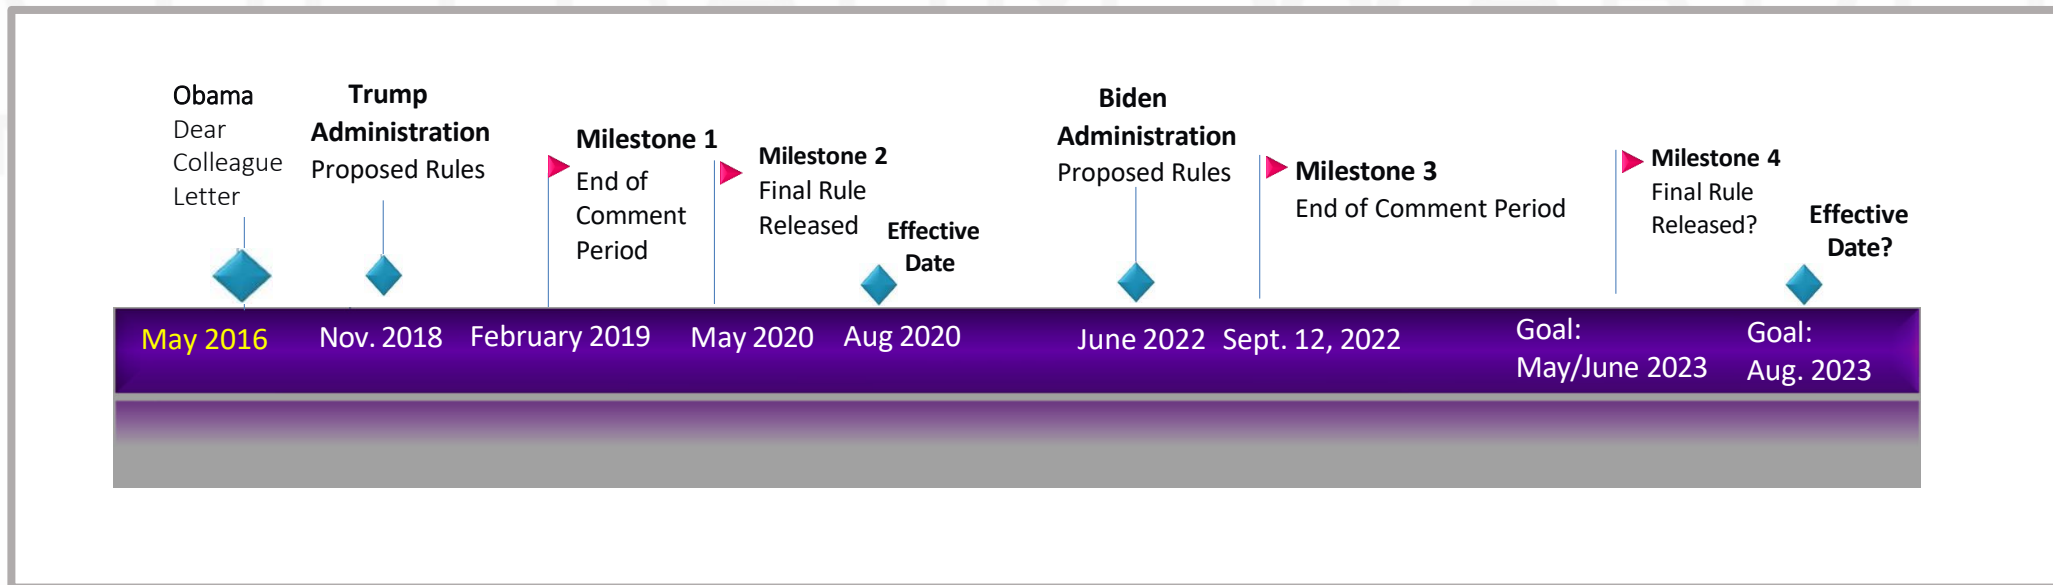 Obama
Dear
Colleague
Letter
Trump
Administration
Proposed Rules
Milestone 1
End of
Comment
Period
Milestone 2
Final Rule
Released
Effective
Date
Biden
Administration
Proposed Rules
Milestone 3
End of Comment Period
Milestone 4
Final Rule
Released?
Effective
Date?
May 2016
Nov. 2018
February 2019
May 2020
Aug 2020
June 2022
Sept. 12, 2022
Goal:
May/June 2023
Goal:
Aug. 2023